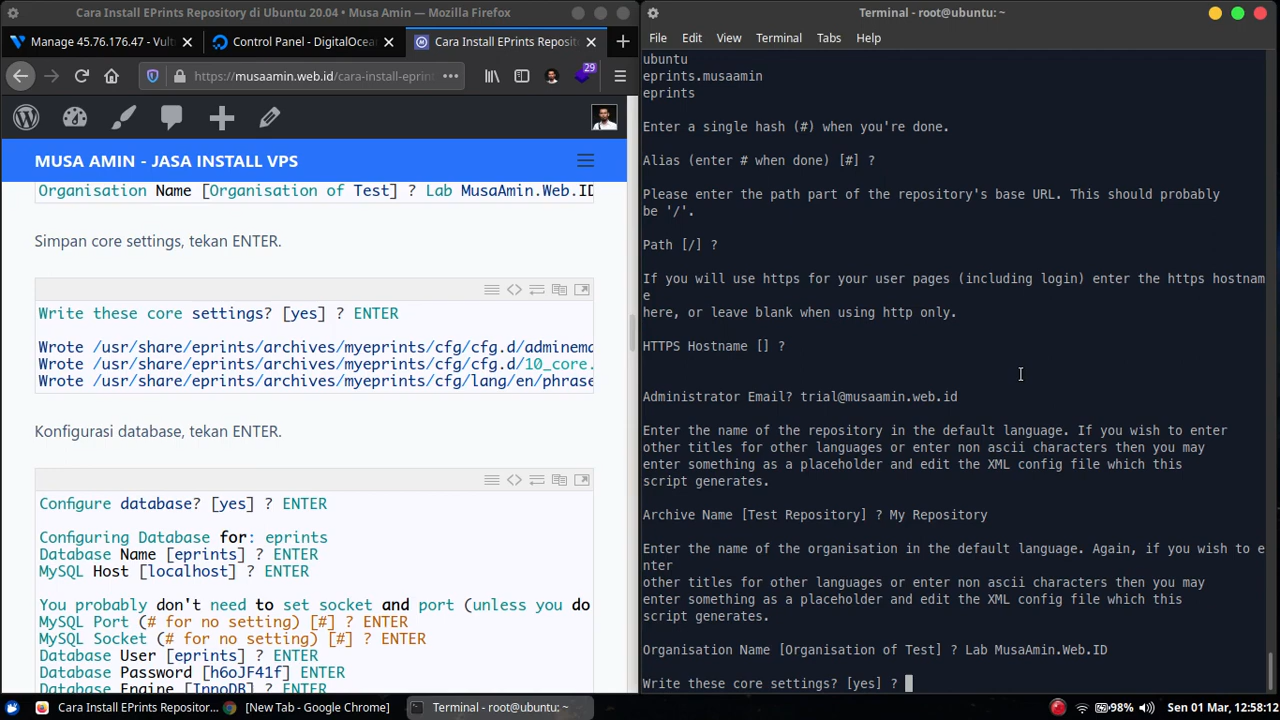 Cara Install EPrints Repository di Ubuntu 20.04 • Musa Amin — Mozilla Firefox
Manage 45.76.176.47 - Vult
Control Panel - DigitalOcean
Cara Install EPrints Reposit
https://musaamin.web.id/cara-install-eprint
29
MUSA AMIN - JASA INSTALL VPS
Organisation Name [Organisation of Test] ? Lab MusaAmin.Web.ID
Simpan core settings, tekan ENTER.
Write these core settings? [yes] ? ENTER
Wrote /usr/share/eprints/archives/myeprints/cfg/cfg.d/adminema
Wrote /usr/share/eprints/archives/myeprints/cfg/cfg.d/10_core.
Wrote /usr/share/eprints/archives/myeprints/cfg/lang/en/phrase
Konfigurasi database, tekan ENTER.
Configure database? [yes] ? ENTER
Configuring Database for: eprints
Database Name [eprints] ? ENTER
MySQL Host [localhost] ? ENTER
You probably don't need to set socket and port (unless you do
MySQL Port (# for no setting) [#] ? ENTER
MySQL Socket (# for no setting) [#] ? ENTER
Database User [eprints] ? ENTER
Database Password [h6oJF41f] ENTER
Database Engine [InnoDB] ? ENTER
Terminal - root@ubuntu: ~
File Edit View Terminal Tabs Help
ubuntu
eprints.musaamin
eprints
Enter a single hash (#) when you're done.
Alias (enter # when done) [#] ?
Please enter the path part of the repository's base URL. This should probably
be '/'.
Path [/] ?
If you will use https for your user pages (including login) enter the https hostnam
e
here, or leave blank when using http only.
HTTPS Hostname [] ?
Administrator Email? trial@musaamin.web.id
Enter the name of the repository in the default language. If you wish to enter
other titles for other languages or enter non ascii characters then you may
enter something as a placeholder and edit the XML config file which this
script generates.
Archive Name [Test Repository] ? My Repository
Enter the name of the organisation in the default language. Again, if you wish to e
nter
other titles for other languages or enter non ascii characters then you may
enter something as a placeholder and edit the XML config file which this
script generates.
Organisation Name [Organisation of Test] ? Lab MusaAmin.Web.ID
Write these core settings? [yes] ?
Cara Install EPrints Repositor...
[New Tab - Google Chrome]
Terminal - root@ubuntu: ~
98%
Sen 01 Mar, 14:58:12